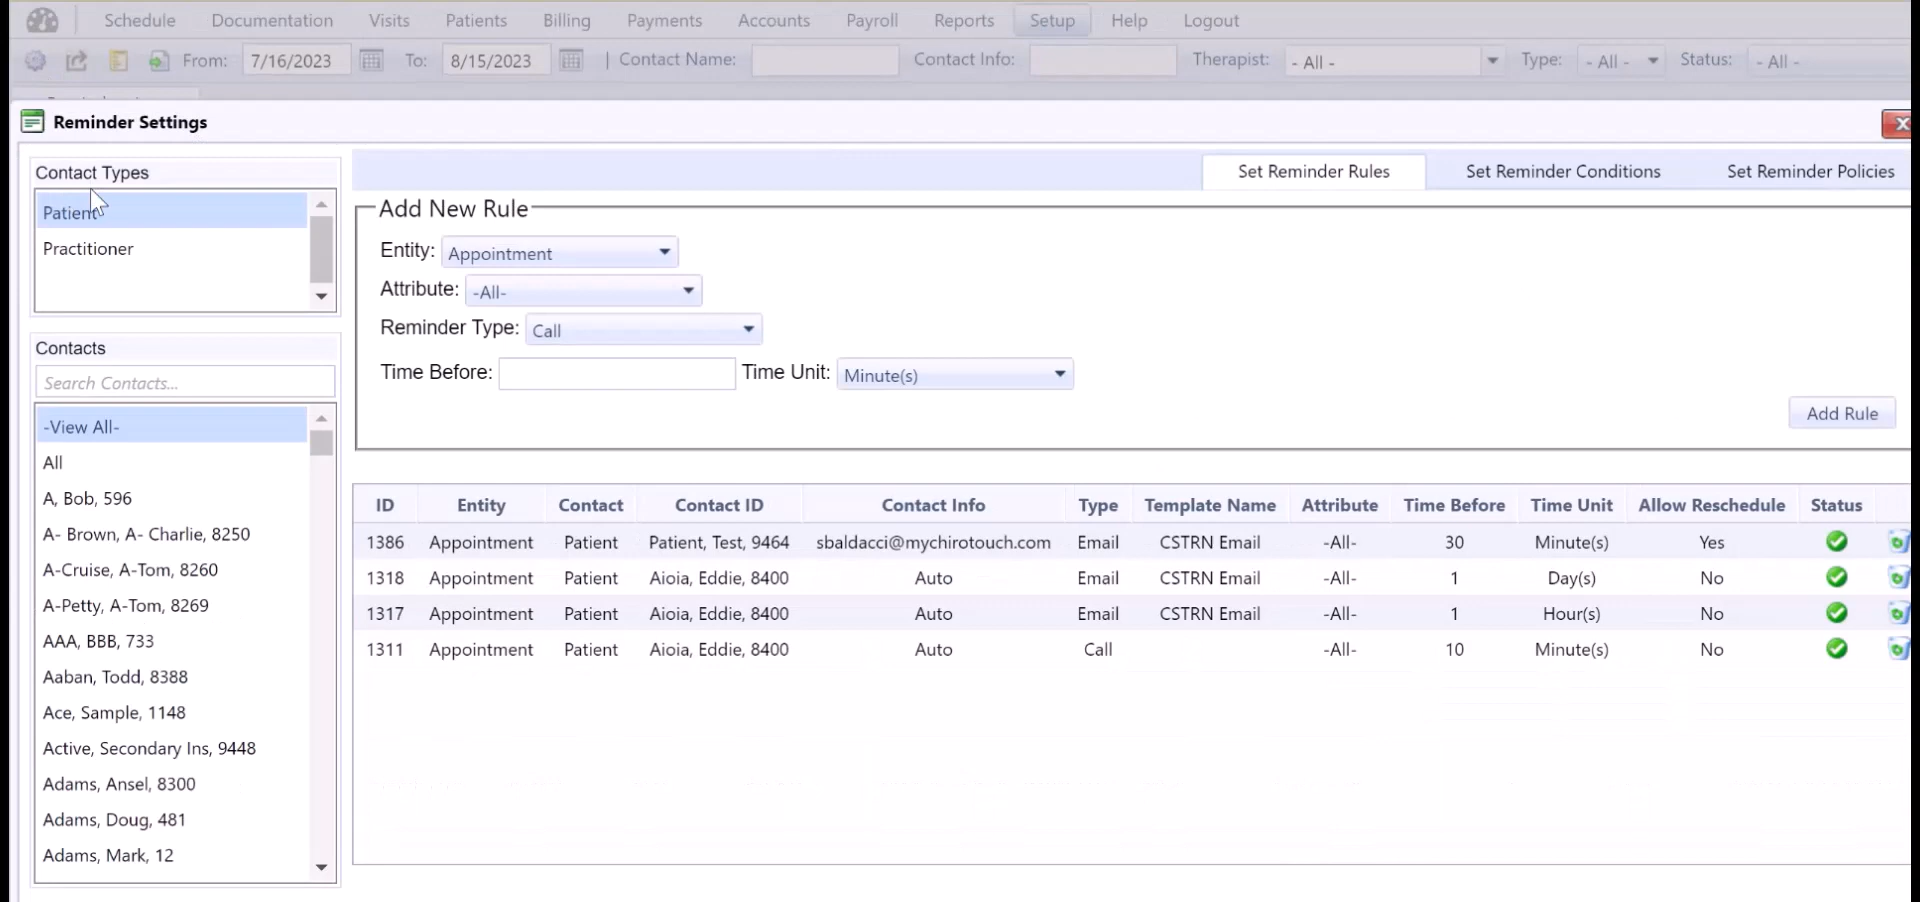 Schedule Documentation Visits Patients Billing Payments Accounts Payroll Reports Setup Help Logout
From: 7/16/2023 To: 8/15/2023 | Contact Name: Contact Info: Therapist: - All - Type: - All - Status: - All -
Reminder Settings
Contact Types
Patient
Practitioner
Contacts
Search Contacts...
-View All-
All
A, Bob, 596
A- Brown, A- Charlie, 8250
A-Cruise, A-Tom, 8260
A-Petty, A-Tom, 8269
AAA, BBB, 733
Aaban, Todd, 8388
Ace, Sample, 1148
Active, Secondary Ins, 9448
Adams, Ansel, 8300
Adams, Doug, 481
Adams, Mark, 12
Set Reminder Rules Set Reminder Conditions Set Reminder Policies
Add New Rule
Entity: Appointment
Attribute: -All-
Reminder Type: Call
Time Before: Time Unit: Minute(s)
Add Rule
ID Entity Contact Contact ID Contact Info Type Template Name Attribute Time Before Time Unit Allow Reschedule Status
1386 Appointment Patient Patient, Test, 9464 sbaldacci@mychirotouch.com Email CSTRN Email -All- 30 Minute(s) Yes
1318 Appointment Patient Aioia, Eddie, 8400 Auto Email CSTRN Email -All- 1 Day(s) No
1317 Appointment Patient Aioia, Eddie, 8400 Auto Email CSTRN Email -All- 1 Hour(s) No
1311 Appointment Patient Aioia, Eddie, 8400 Auto Call -All- 10 Minute(s) No